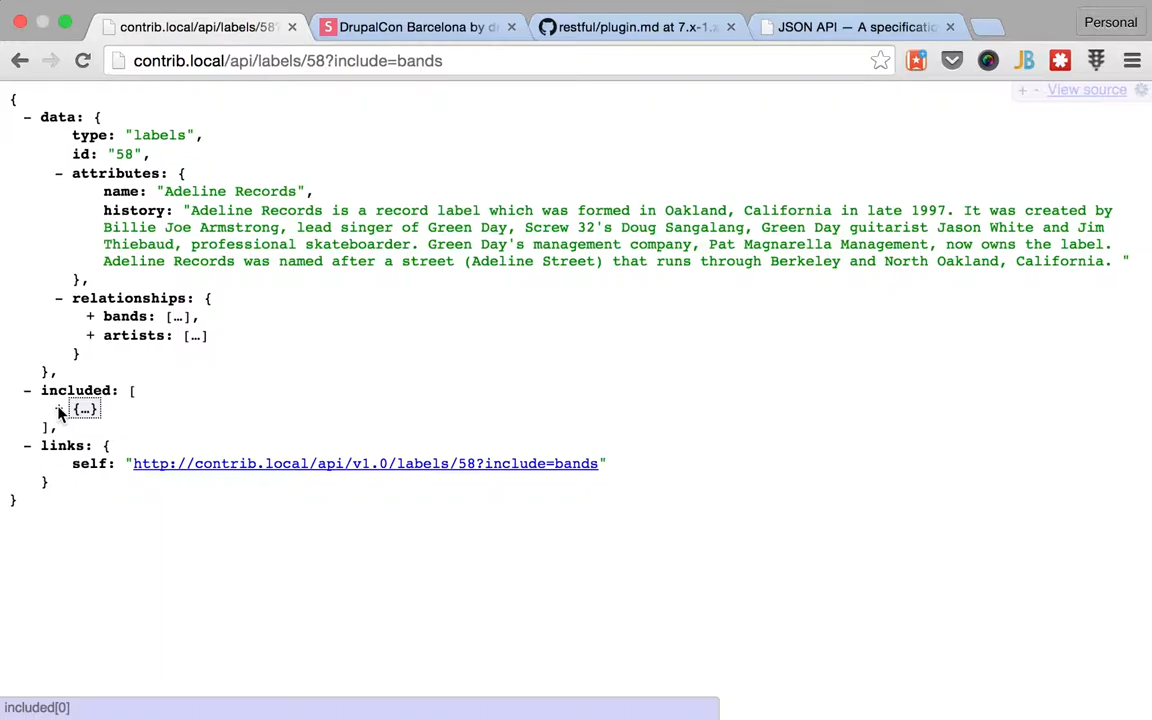 contrib.local/api/labels/58?
DrupalCon Barcelona by d
restful/plugin.md at 7.x-1.
JSON API — A specificatio
Personal
contrib.local/api/labels/58?include=bands
JB
+ - View source
{
- data: {
type: "labels",
id: "58",
- attributes: {
name: "Adeline Records",
history: "Adeline Records is a record label which was formed in Oakland, California in late 1997. It was created by
Billie Joe Armstrong, lead singer of Green Day, Screw 32's Doug Sangalang, Green Day guitarist Jason White and Jim
Thiebaud, professional skateboarder. Green Day's management company, Pat Magnarella Management, now owns the label.
Adeline Records was named after a street (Adeline Street) that runs through Berkeley and North Oakland, California. "
},
- relationships: {
+ bands: […],
+ artists: […]
}
},
- included: [
+ {…}
],
- links: {
self: "http://contrib.local/api/v1.0/labels/58?include=bands"
}
}
included[0]